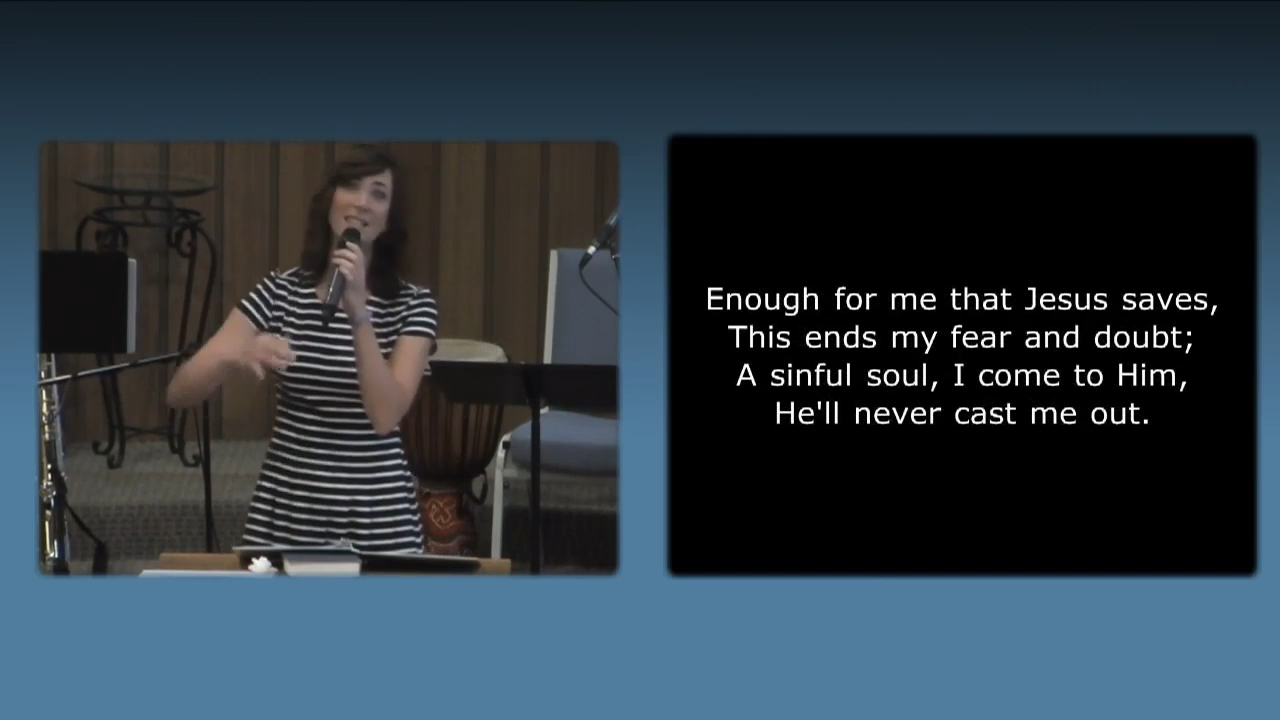 Enough for me that Jesus saves,
This ends my fear and doubt;
A sinful soul, I come to Him,
He'll never cast me out.